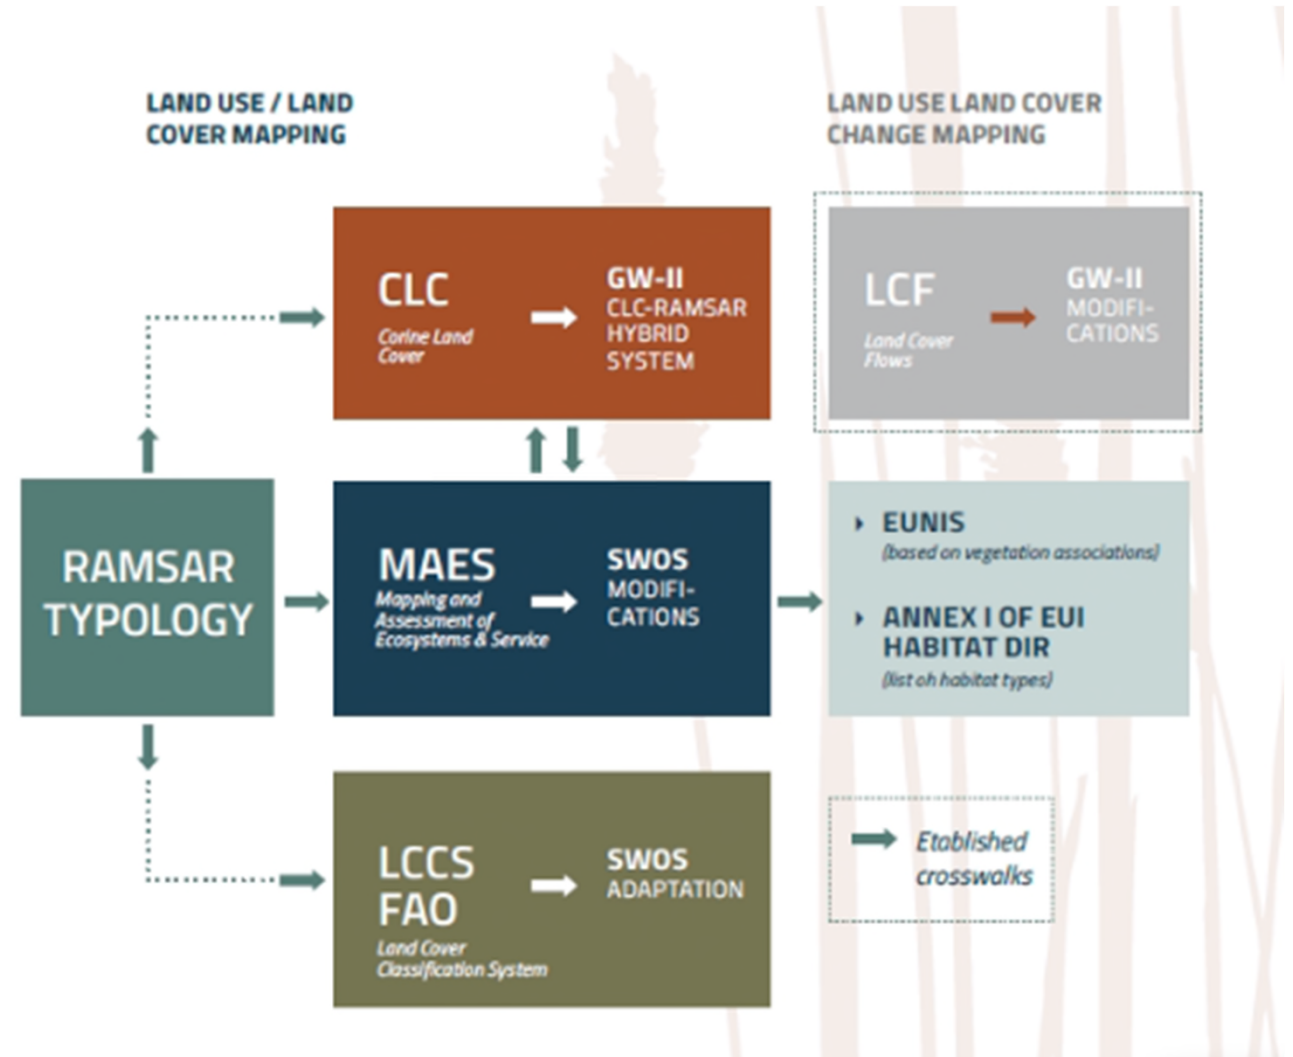 LAND USE / LAND
COVER MAPPING
LAND USE LAND COVER
CHANGE MAPPING
CLC
Corine Land
Cover
GW-II
CLC-RAMSAR
HYBRID
SYSTEM
LCF
Land Cover
Flows
GW-II
MODIFI-
CATIONS
RAMSAR
TYPOLOGY
MAES
Mapping and
Assessment of
Ecosystems & Service
SWOS
MODIFI-
CATIONS
EUNIS
(based on vegetation associations)
ANNEX I OF EUI
HABITAT DIR
(list oh habitat types)
LCCS
FAO
Land Cover
Classification System
SWOS
ADAPTATION
Etablished
crosswalks